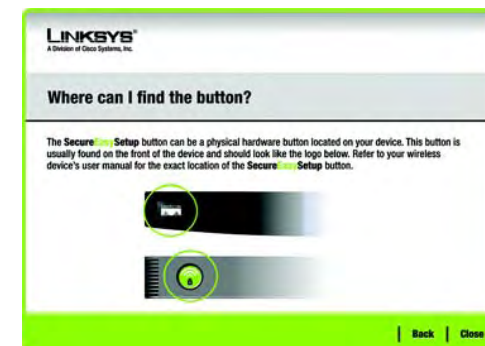 LINKSYS®
A Division of Cisco Systems, Inc.
Where can I find the button?
The SecureEasySetup button can be a physical hardware button located on your device. This button is
usually found on the front of the device and should look like the logo below. Refer to your wireless
device's user manual for the exact location of the SecureEasySetup button.
Back | Close